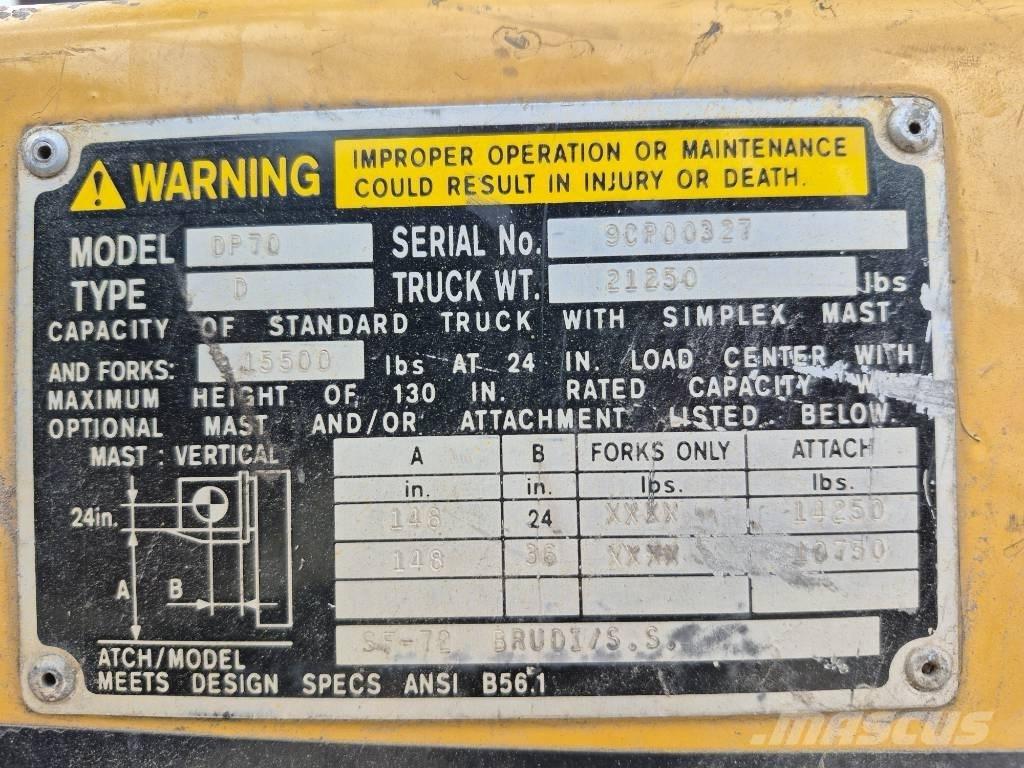 WARNING
IMPROPER OPERATION OR MAINTENANCE
COULD RESULT IN INJURY OR DEATH.
MODEL DP70 SERIAL No. 9CP00327
TYPE D TRUCK WT. 21250 lbs
CAPACITY OF STANDARD TRUCK WITH SIMPLEX MAST
AND FORKS: 15500 lbs AT 24 IN. LOAD CENTER WITH
MAXIMUM HEIGHT OF 130 IN. RATED CAPACITY WITH
OPTIONAL MAST AND/OR ATTACHMENT LISTED BELOW.
MAST : VERTICAL
24in.
A
B
A B FORKS ONLY ATTACH
in. in. lbs. lbs.
148 24 XXXX 14250
148 36 XXXX 10750
ATCH/MODEL SF-72 BRUDI/S.S.
MEETS DESIGN SPECS ANSI B56.1
MASCUS